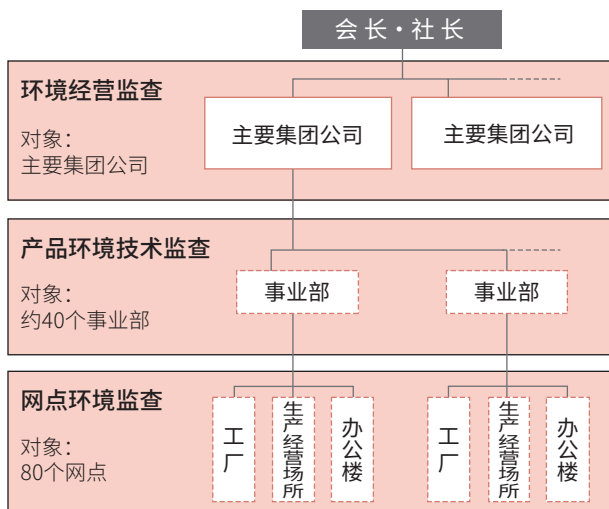 会长·社长
环境经营监查
对象：
主要集团公司
主要集团公司
主要集团公司
产品环境技术监查
对象：
约40个事业部
事业部
事业部
网点环境监查
对象：
80个网点
工厂
生产经营场所
办公楼
工厂
生产经营场所
办公楼